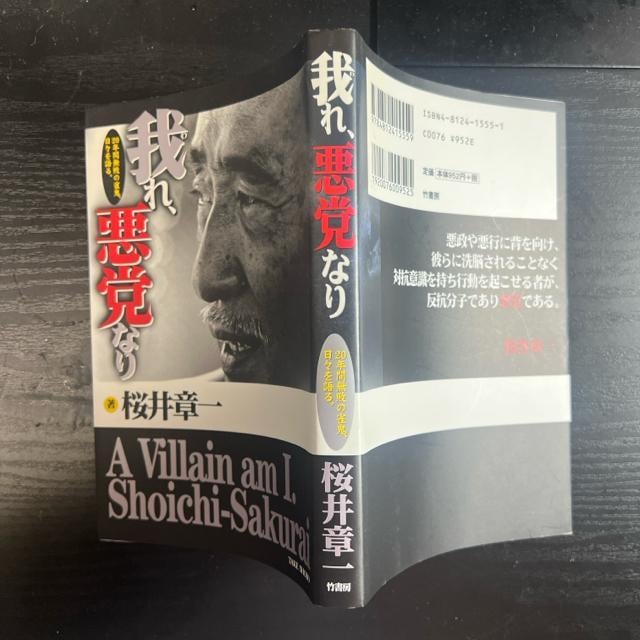 我れ、悪党なり
20年間無敗の雀鬼、
日々を語る。
著 桜井章一
A Villain am I.
Shoichi-Sakurai
我れ、悪党なり
20年間無敗の雀鬼、
日々を語る。
桜井章一
竹書房
9784812415559
1920076009525
ISBN4-8124-1555-1
C0076 ¥952E
定価 本体952円+税
竹書房
悪政や悪行に背を向け、
彼らに洗脳されることなく
対抗意識を持ち行動を起こせる者が、
反抗分子であり悪党である。